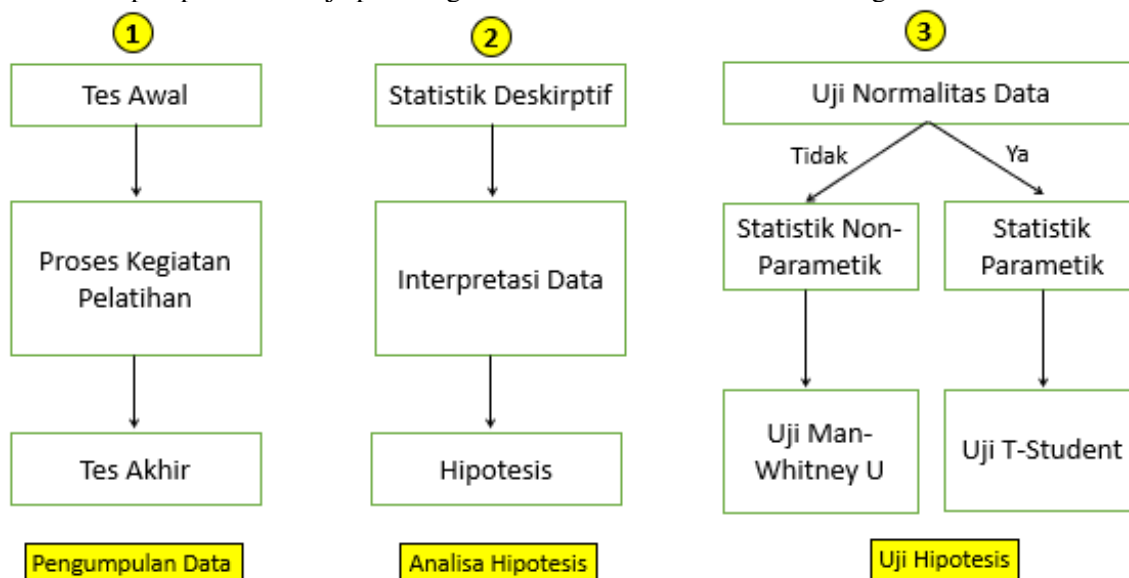 1
Tes Awal
Proses Kegiatan
Pelatihan
Tes Akhir
Pengumpulan Data
2
Statistik Deskirptif
Interpretasi Data
Hipotesis
Analisa Hipotesis
3
Uji Normalitas Data
Tidak
Ya
Statistik Non-
Parametik
Statistik
Parametik
Uji Man-
Whitney U
Uji T-Student
Uji Hipotesis